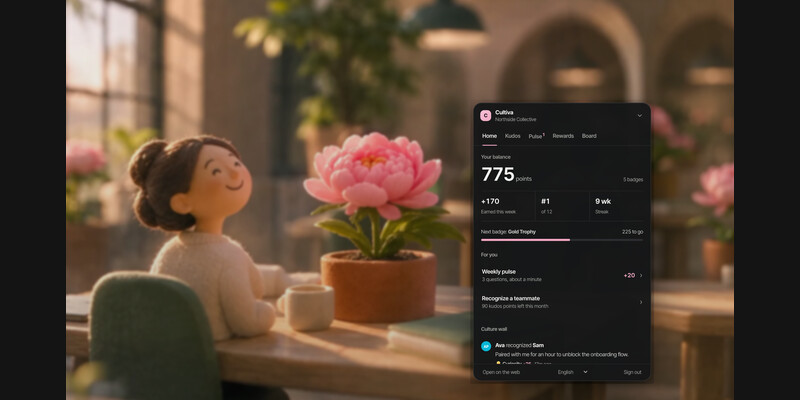 C
Cultiva
Northside Collective
Home Kudos Pulse 1 Rewards Board
Your balance
775 points
5 badges
+170 #1 9 wk
Earned this week of 12 Streak
Next badge: Gold Trophy 225 to go
For you
Weekly pulse
3 questions, about a minute
+20
Recognize a teammate
90 kudos points left this month
Culture wall
Ava recognized Sam
Paired with me for an hour to unblock the onboarding flow.
Open on the web English Sign out